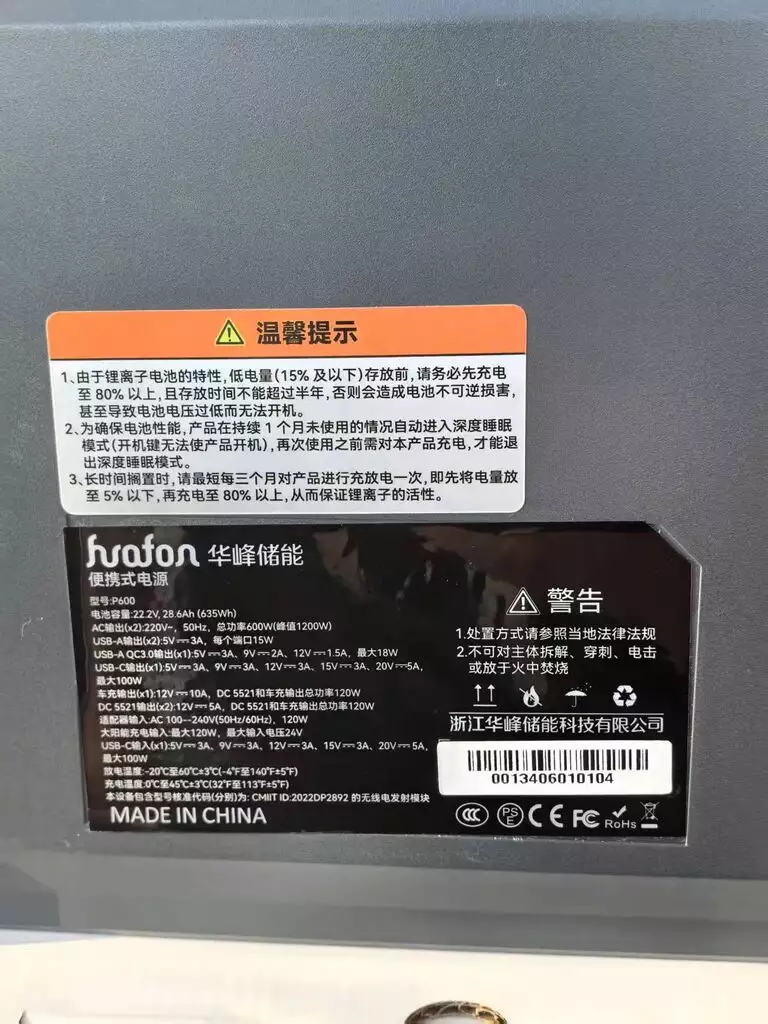 温馨提示
1、由于锂离子电池的特性,低电量(15%及以下)存放前,请务必先充电
至80%以上,且存放时间不能超过半年,否则会造成电池不可逆损害,
甚至导致电池电压过低而无法开机。
2、为确保电池性能,产品在持续1个月未使用的情况自动进入深度睡眠
模式(开机键无法使产品开机),再次使用之前需对本产品充电,才能退
出深度睡眠模式。
3、长时间搁置时,请最短每三个月对产品进行充放电一次,即先将电量放
至5%以下,再充电至80%以上,从而保证锂离子的活性。
huafon 华峰储能
便携式电源
型号:P600
电池容量:22.2V, 28.6Ah (635Wh)
AC输出(x2):220V~, 50Hz, 总功率600W(峰值1200W)
USB-A输出(x2):5V⎓3A, 每个端口15W
USB-A QC3.0输出(x1):5V⎓3A, 9V⎓2A, 12V⎓1.5A, 最大18W
USB-C输出(x1):5V⎓3A, 9V⎓3A, 12V⎓3A, 15V⎓3A, 20V⎓5A,
最大100W
车充输出(x1):12V⎓10A, DC 5521和车充输出总功率120W
DC 5521输出(x2):12V⎓5A, DC 5521和车充输出总功率120W
适配器输入:AC 100--240V(50Hz/60Hz), 120W
太阳能充电输入:最大120W, 最大输入电压24V
USB-C输入(x1):5V⎓3A, 9V⎓3A, 12V⎓3A, 15V⎓3A, 20V⎓5A,
最大100W
放电温度:-20℃至60℃±3℃(-4℉至140℉±5℉)
充电温度:0℃至45℃±3℃(32℉至113℉±5℉)
本设备包含型号核准代码(分别)为: CMIIT ID:2022DP2892 的无线电发射模块
MADE IN CHINA
警告
1.处置方式请参照当地法律法规
2.不可对主体拆解、穿刺、电击
或放于火中焚烧
浙江华峰储能科技有限公司
0013406010104
CCC PSE CE FC RoHs